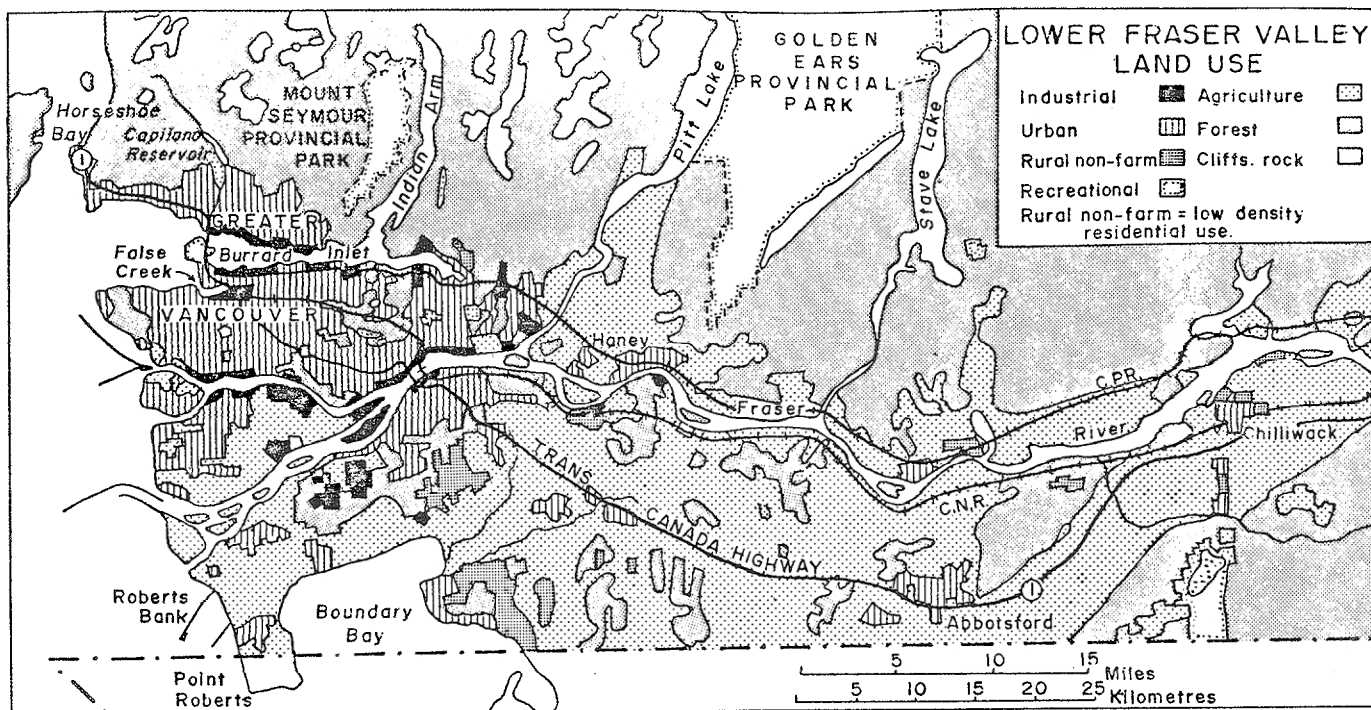 LOWER FRASER VALLEY
LAND USE
Industrial Agriculture
Urban Forest
Rural non-farm Cliffs. rock
Recreational
Rural non-farm = low density
residential use.
GOLDEN
EARS
PROVINCIAL
PARK
MOUNT
SEYMOUR
PROVINCIAL
PARK
Horseshoe
Bay
Capilano
Reservoir
1
Indian Arm
Pitt Lake
Stave Lake
GREATER
VANCOUVER
Burrard Inlet
False
Creek
Haney
Fraser
River
C.P.R.
C.N.R.
Chilliwack
TRANS
CANADA HIGHWAY
1
Abbotsford
Roberts
Bank
Boundary
Bay
Point
Roberts
5 10 15
Miles
5 10 15 20 25
Kilometres